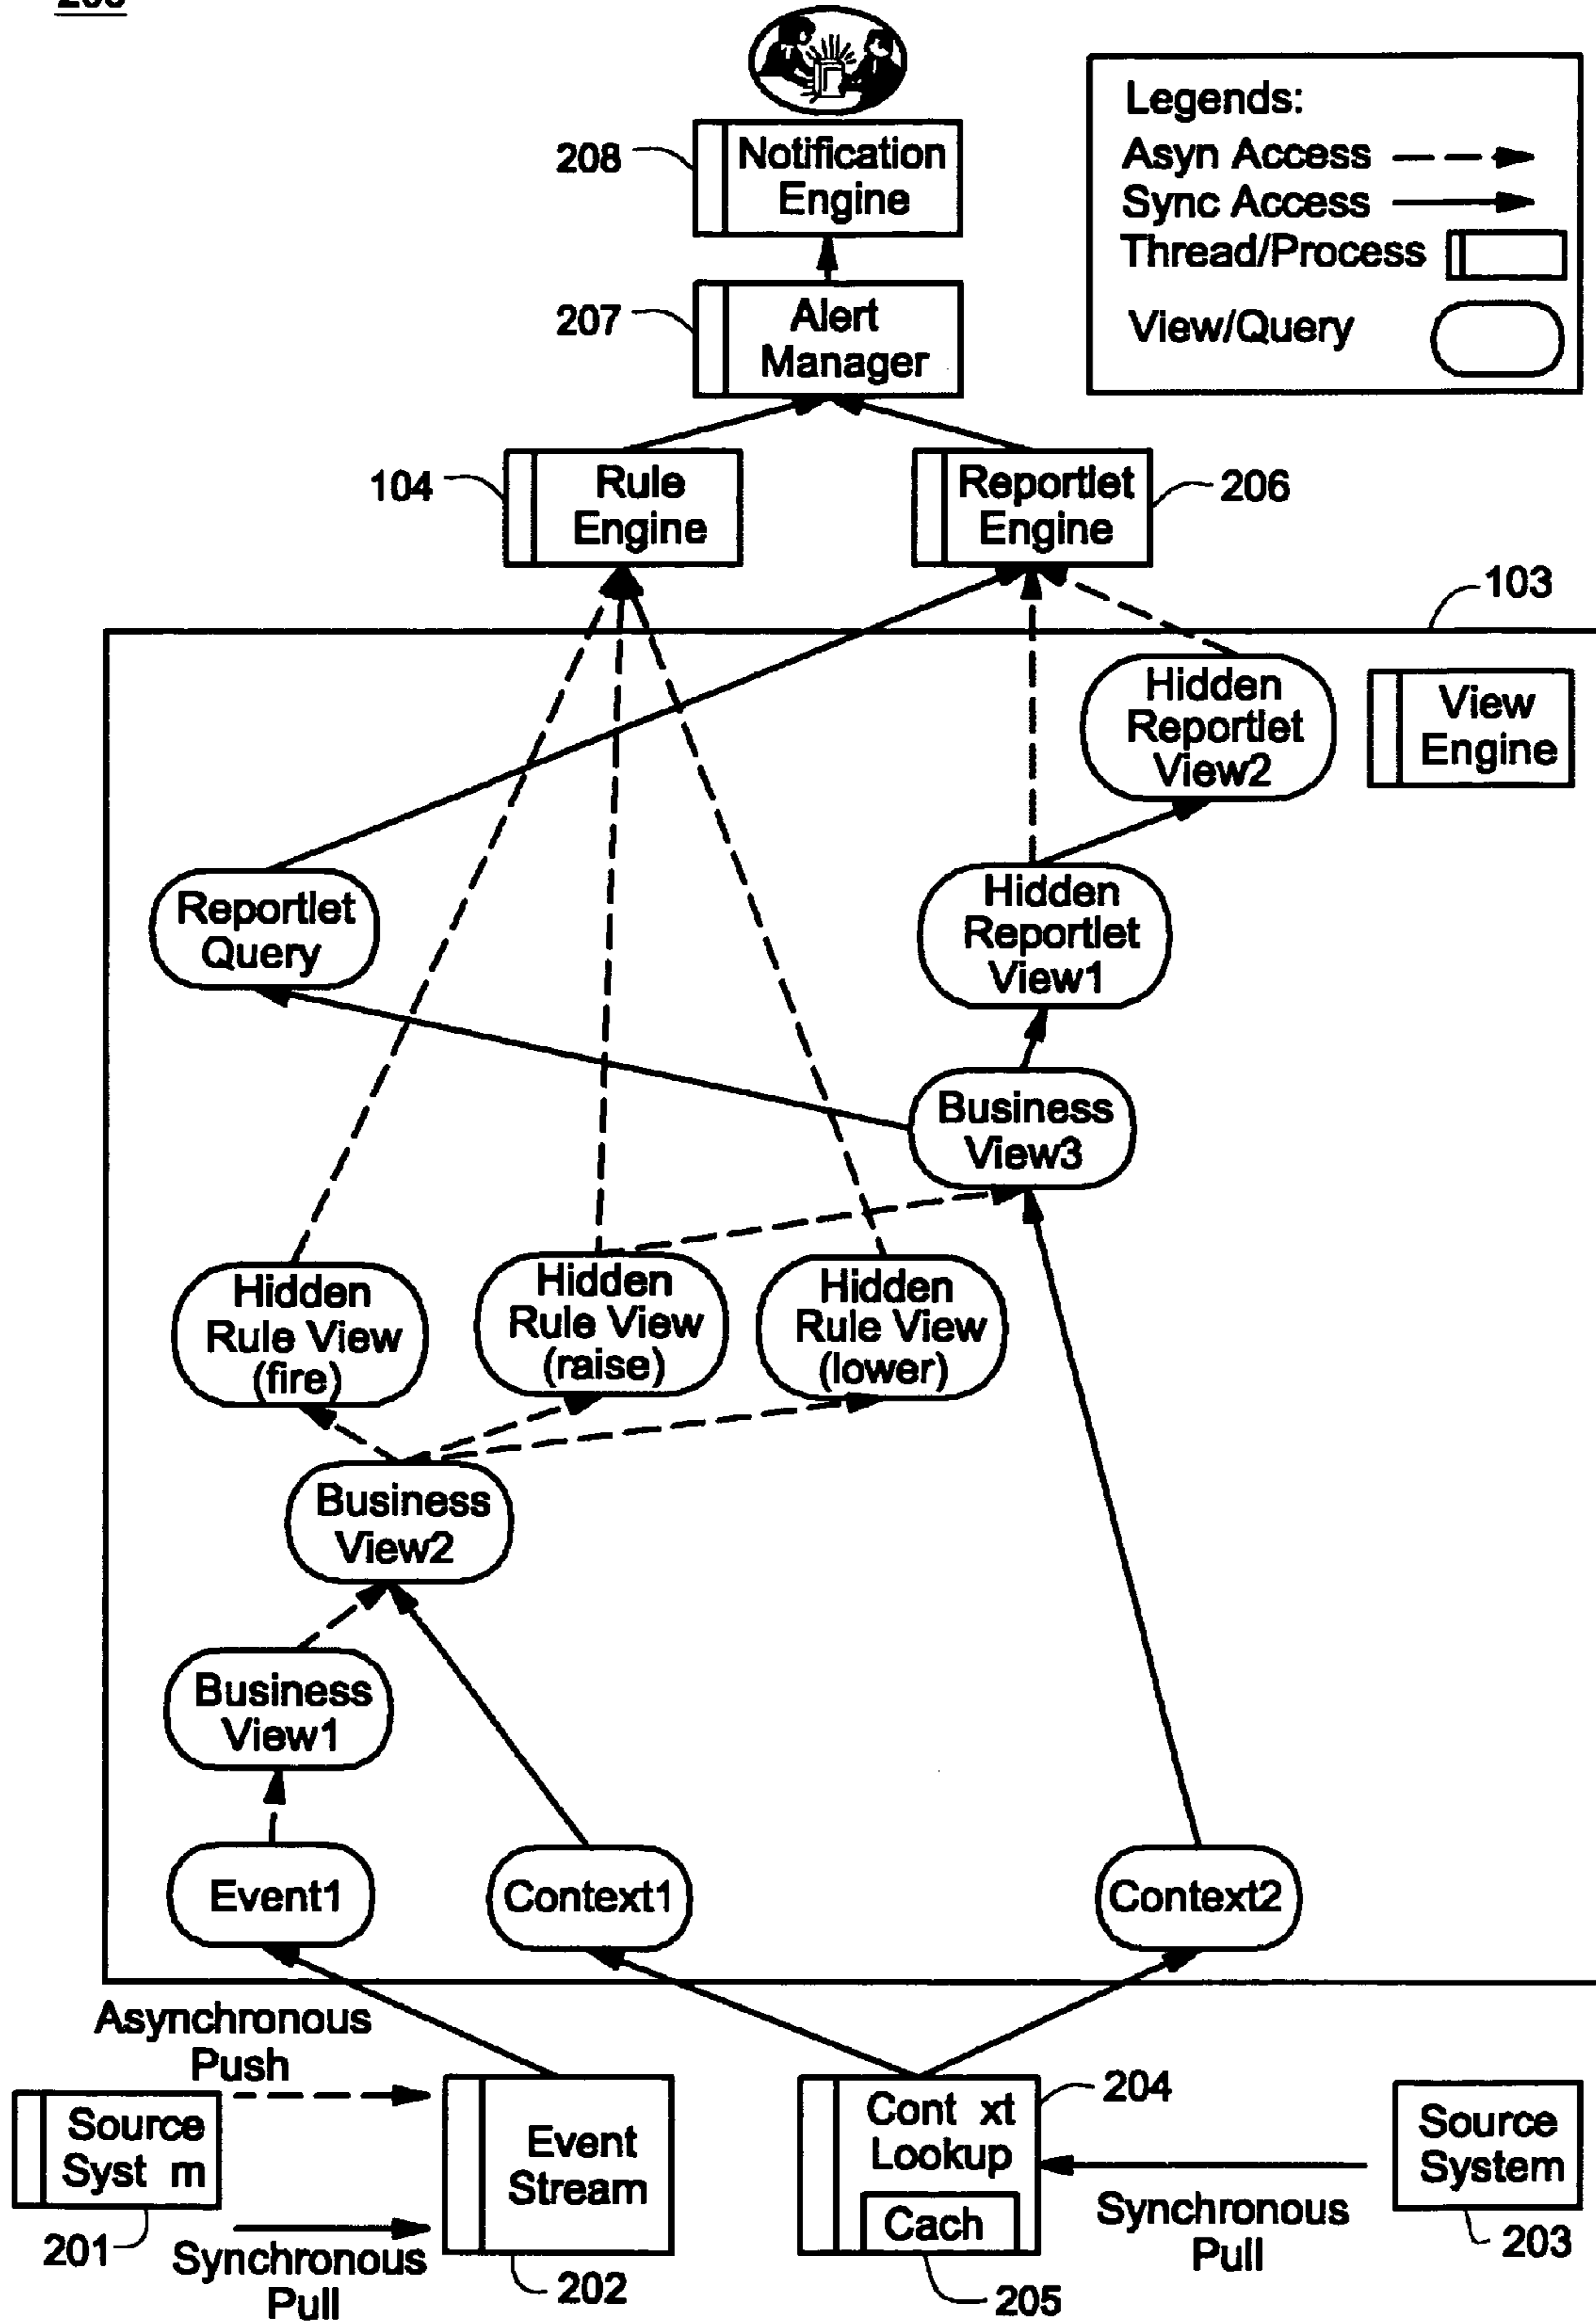 208
Notification
Engine
Legends:
Asyn Access
Sync Access
Thread/Process
View/Query
207
Alert
Manager
104
Rule
Engine
Reportlet
Engine
206
103
Hidden
Reportlet
View2
View
Engine
Reportlet
Query
Hidden
Reportlet
View1
Business
View3
Hidden
Rule View
(fire)
Hidden
Rule View
(raise)
Hidden
Rule View
(lower)
Business
View2
Business
View1
Event1
Context1
Context2
Asynchronous
Push
Source
Syst m
201
Synchronous
Pull
Event
Stream
202
Cont xt
Lookup
Cach
204
205
Synchronous
Pull
Source
System
203